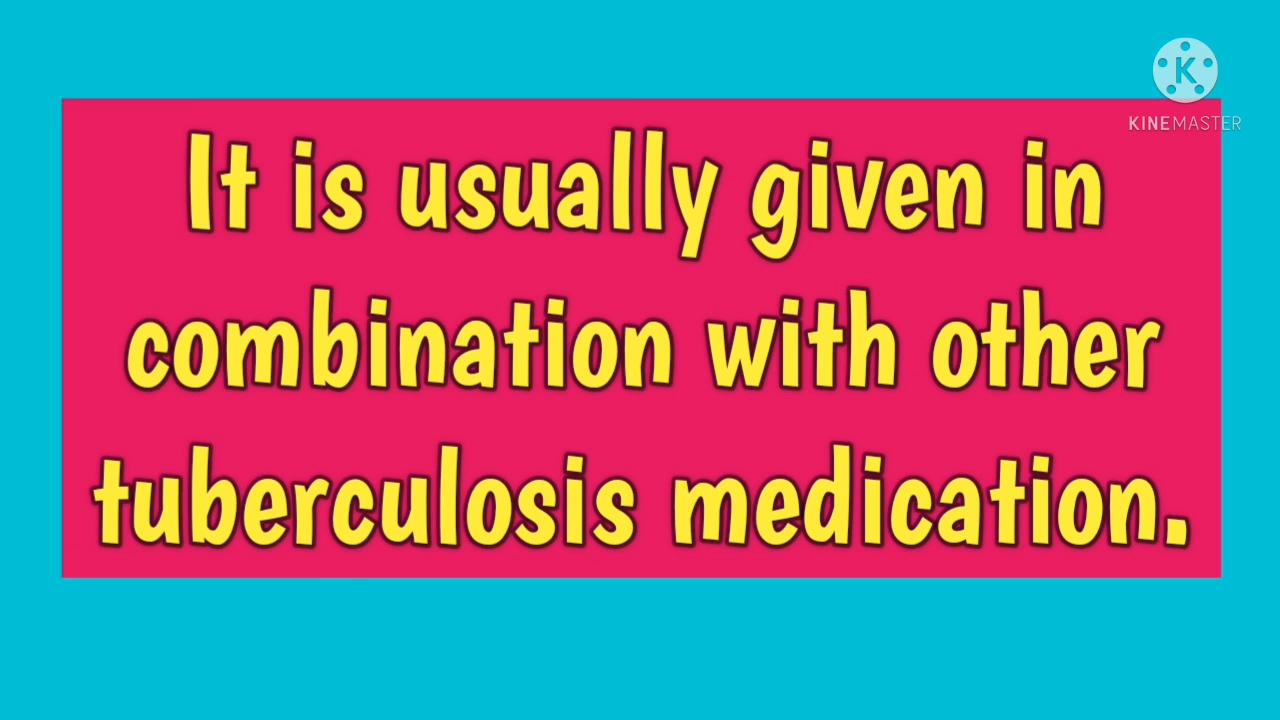 K
KINEMASTER
It is usually given in
combination with other
tuberculosis medication.